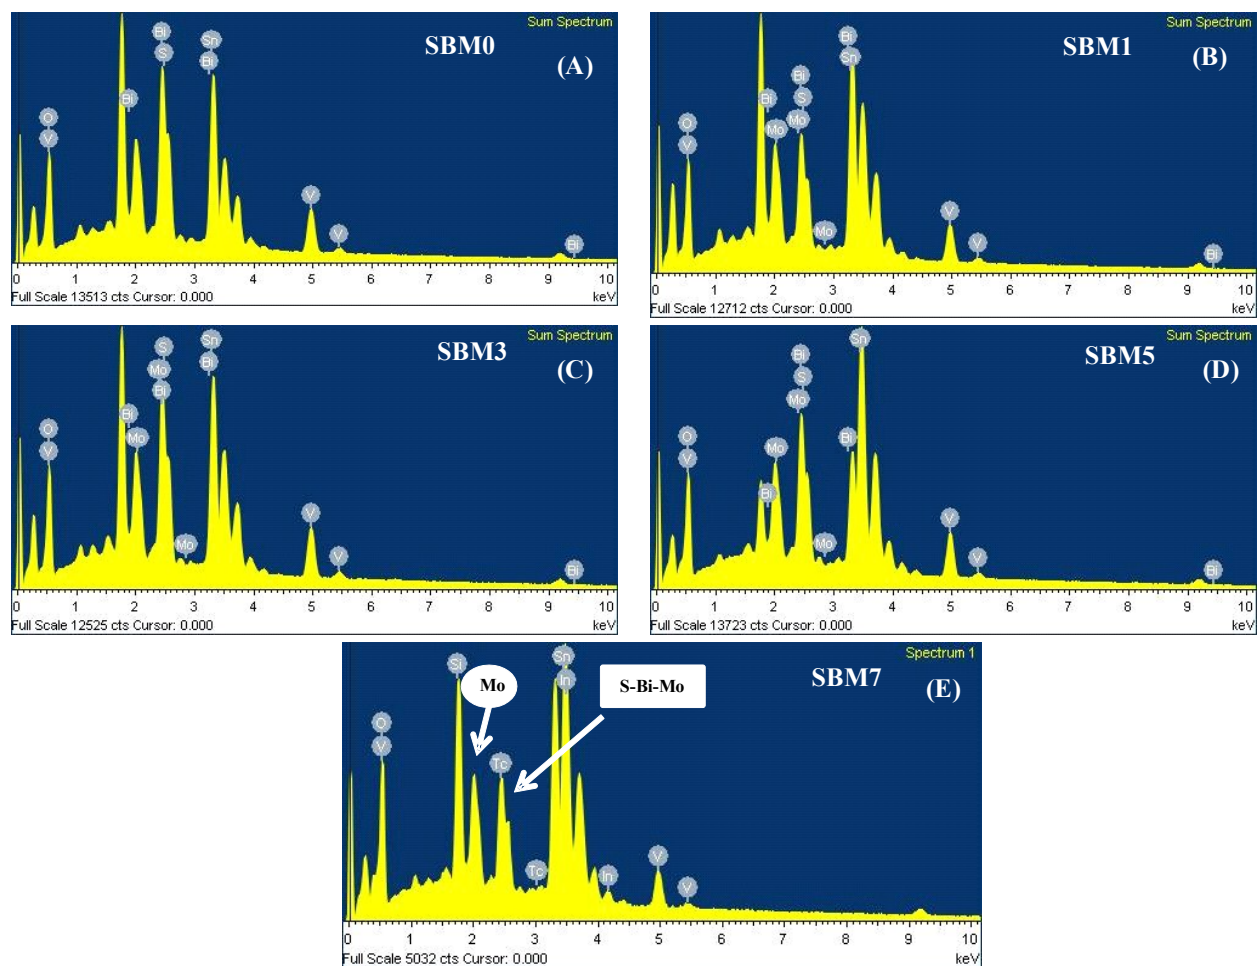 Sum Spectrum
SBM0
(A)
Bi
S
Sn
Bi
Bi
O
V
V
V
Bi
0 1 2 3 4 5 6 7 8 9 10
Full Scale 13513 cts Cursor: 0.000 keV
Sum Spectrum
SBM1
(B)
Bi
Sn
Bi
S
Mo
Bi
Mo
O
V
Mo
V
V
Bi
0 1 2 3 4 5 6 7 8 9 10
Full Scale 12712 cts Cursor: 0.000 keV
Sum Spectrum
SBM3
(C)
S
Mo
Bi
Sn
Bi
Bi
Mo
O
V
Mo
V
V
Bi
0 1 2 3 4 5 6 7 8 9 10
Full Scale 12525 cts Cursor: 0.000 keV
Sum Spectrum
SBM5
(D)
Sn
Bi
S
Mo
Bi
Mo
O
V
Bi
Mo
V
V
Bi
0 1 2 3 4 5 6 7 8 9 10
Full Scale 13723 cts Cursor: 0.000 keV
Spectrum 1
SBM7
(E)
Si
Mo
S-Bi-Mo
Sn
In
O
V
Tc
Tc
In
V
V
0 1 2 3 4 5 6 7 8 9 10
Full Scale 5032 cts Cursor: 0.000 keV